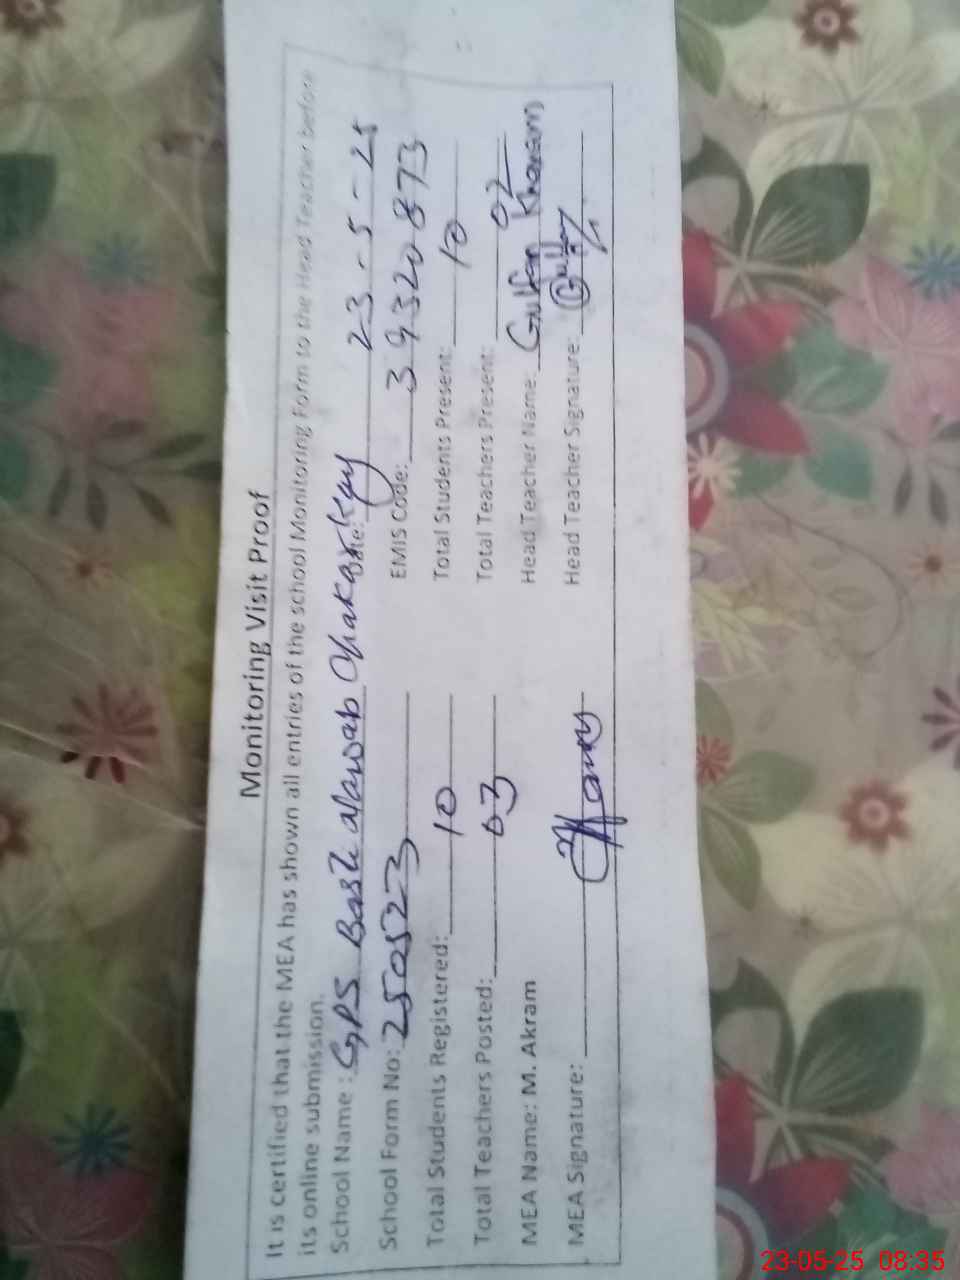 Monitoring Visit Proof
It is certified that the MEA has shown all entries of the school Monitoring Form to the Head Teacher before
its online submission.
School Name : GPS Basti Date: 23-5-25
School Form No: 250523 EMIS Code: 39320873
Total Students Registered: 10 Total Students Present: 10
Total Teachers Posted: 03 Total Teachers Present: 02
MEA Name: M. Akram Head Teacher Name: Khanam
MEA Signature: Head Teacher Signature:
23-05-25 08:35